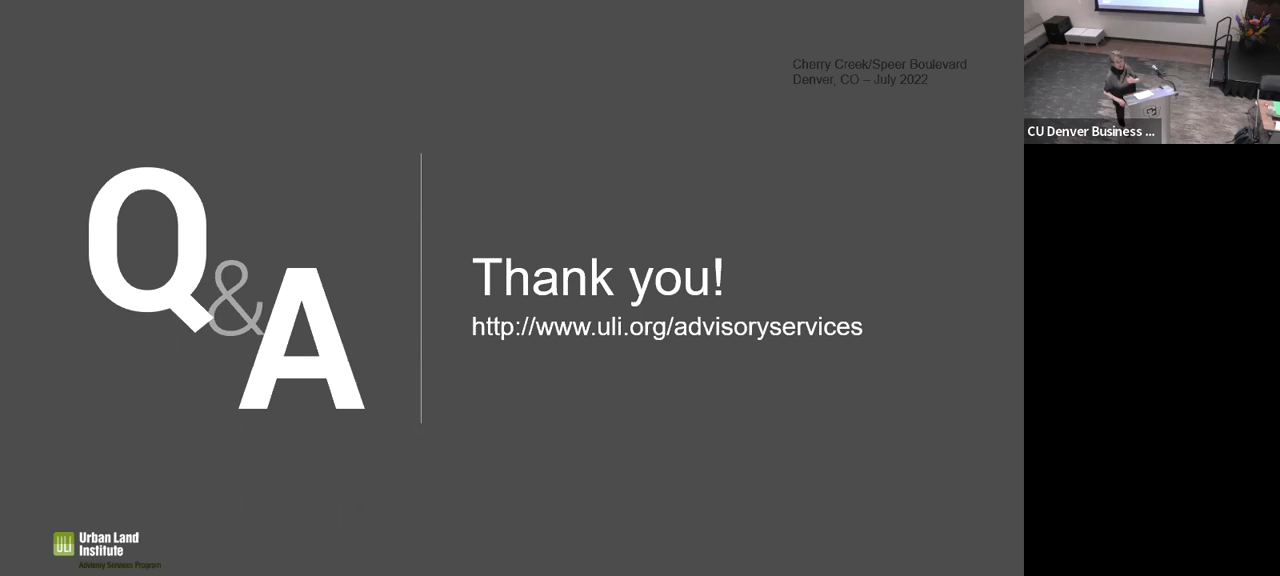 Cherry Creek/Speer Boulevard
Denver, CO – July 2022
Q&A
Thank you!
http://www.uli.org/advisoryservices
ULI Urban Land
Institute
Advisory Services Program
CU Denver Business ...